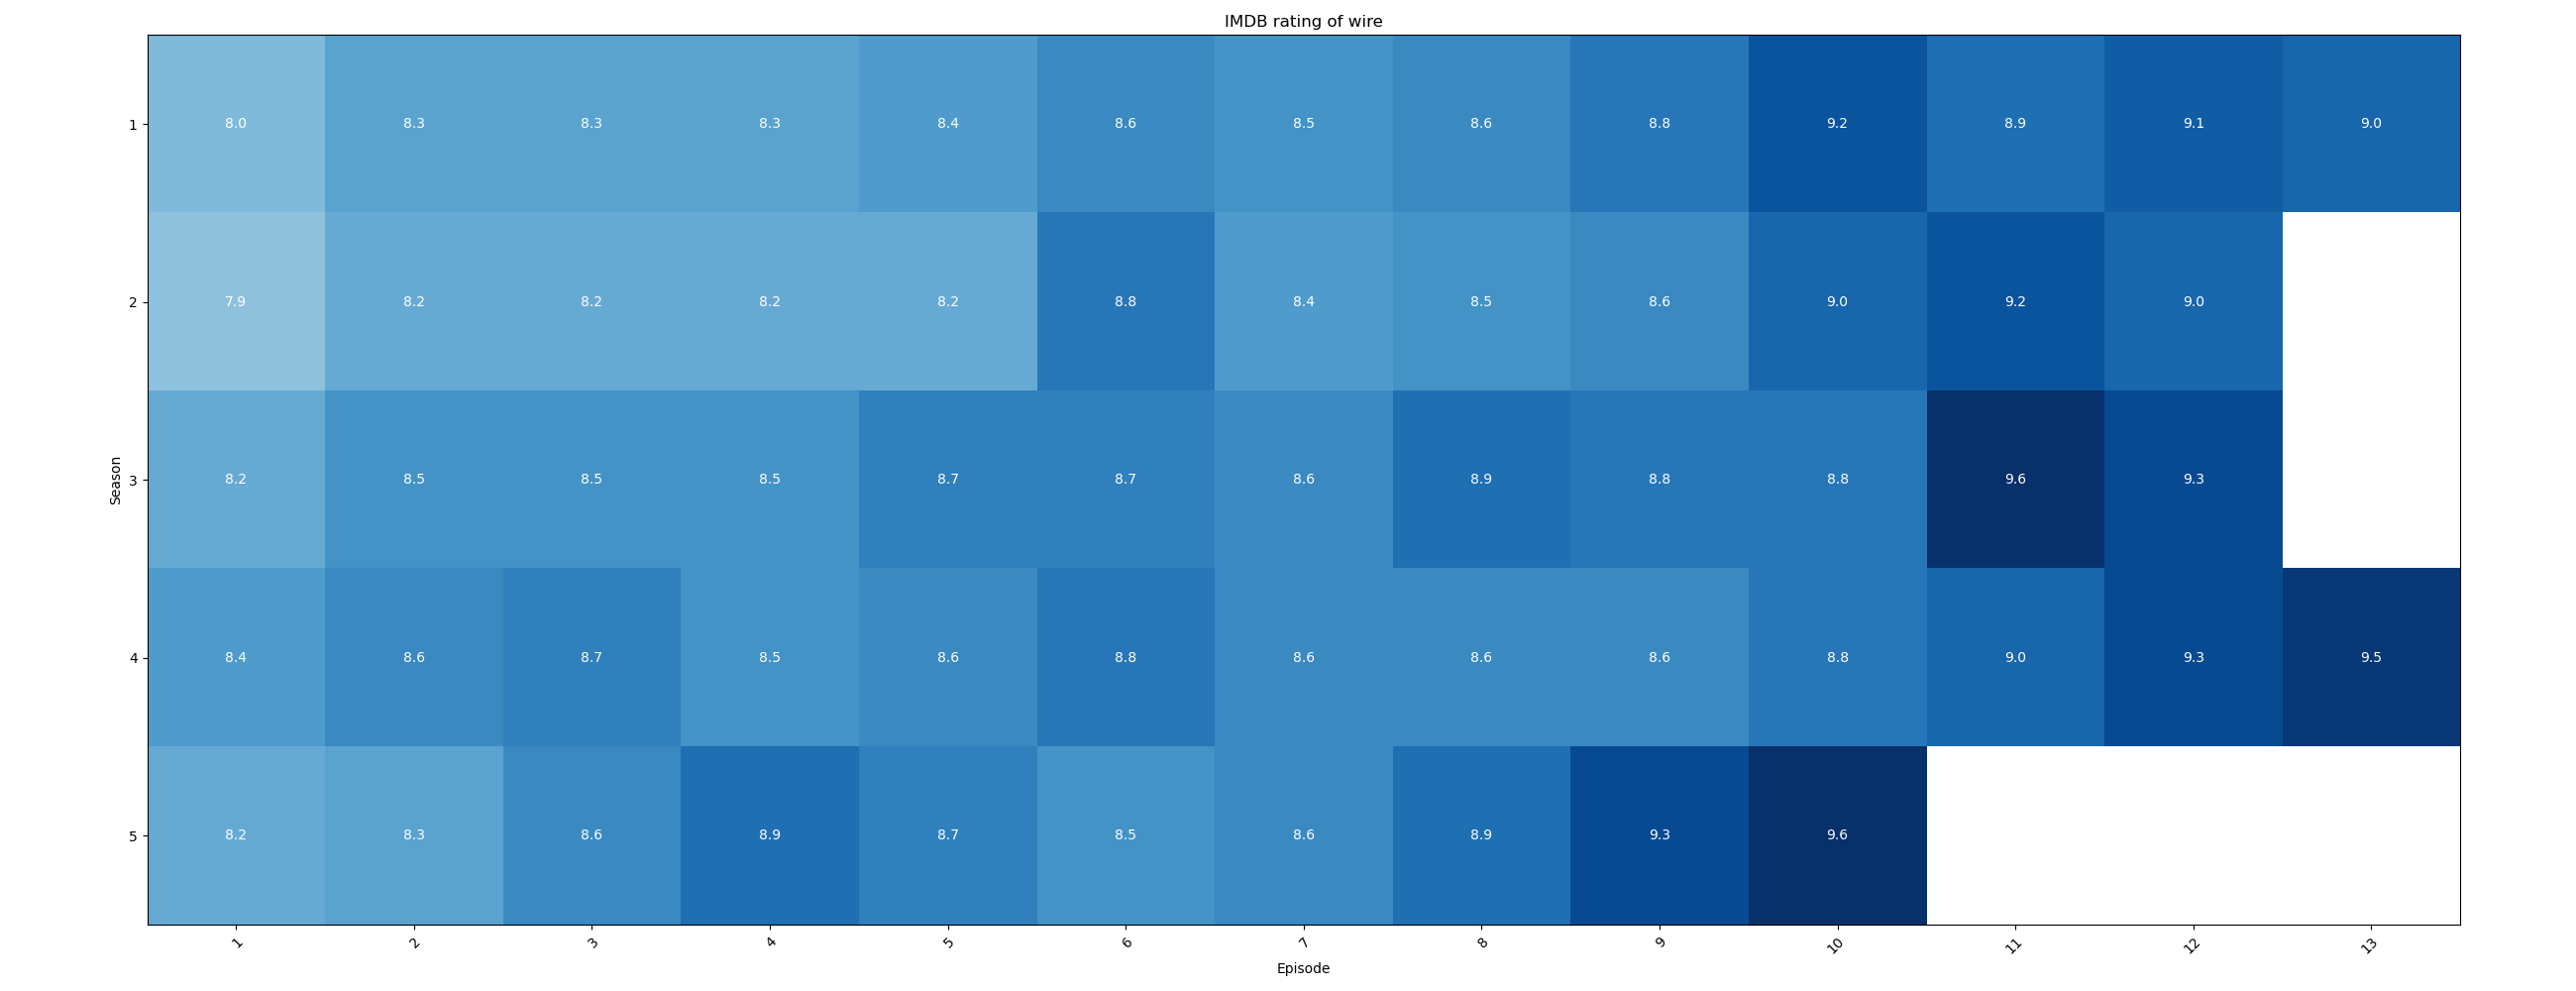 IMDB rating of wire
1 8.0 8.3 8.3 8.3 8.4 8.6 8.5 8.6 8.8 9.2 8.9 9.1 9.0
2 7.9 8.2 8.2 8.2 8.2 8.8 8.4 8.5 8.6 9.0 9.2 9.0
Season
3 8.2 8.5 8.5 8.5 8.7 8.7 8.6 8.9 8.8 8.8 9.6 9.3
4 8.4 8.6 8.7 8.5 8.6 8.8 8.6 8.6 8.6 8.8 9.0 9.3 9.5
5 8.2 8.3 8.6 8.9 8.7 8.5 8.6 8.9 9.3 9.6
1 2 3 4 5 6 7 8 9 10 11 12 13
Episode